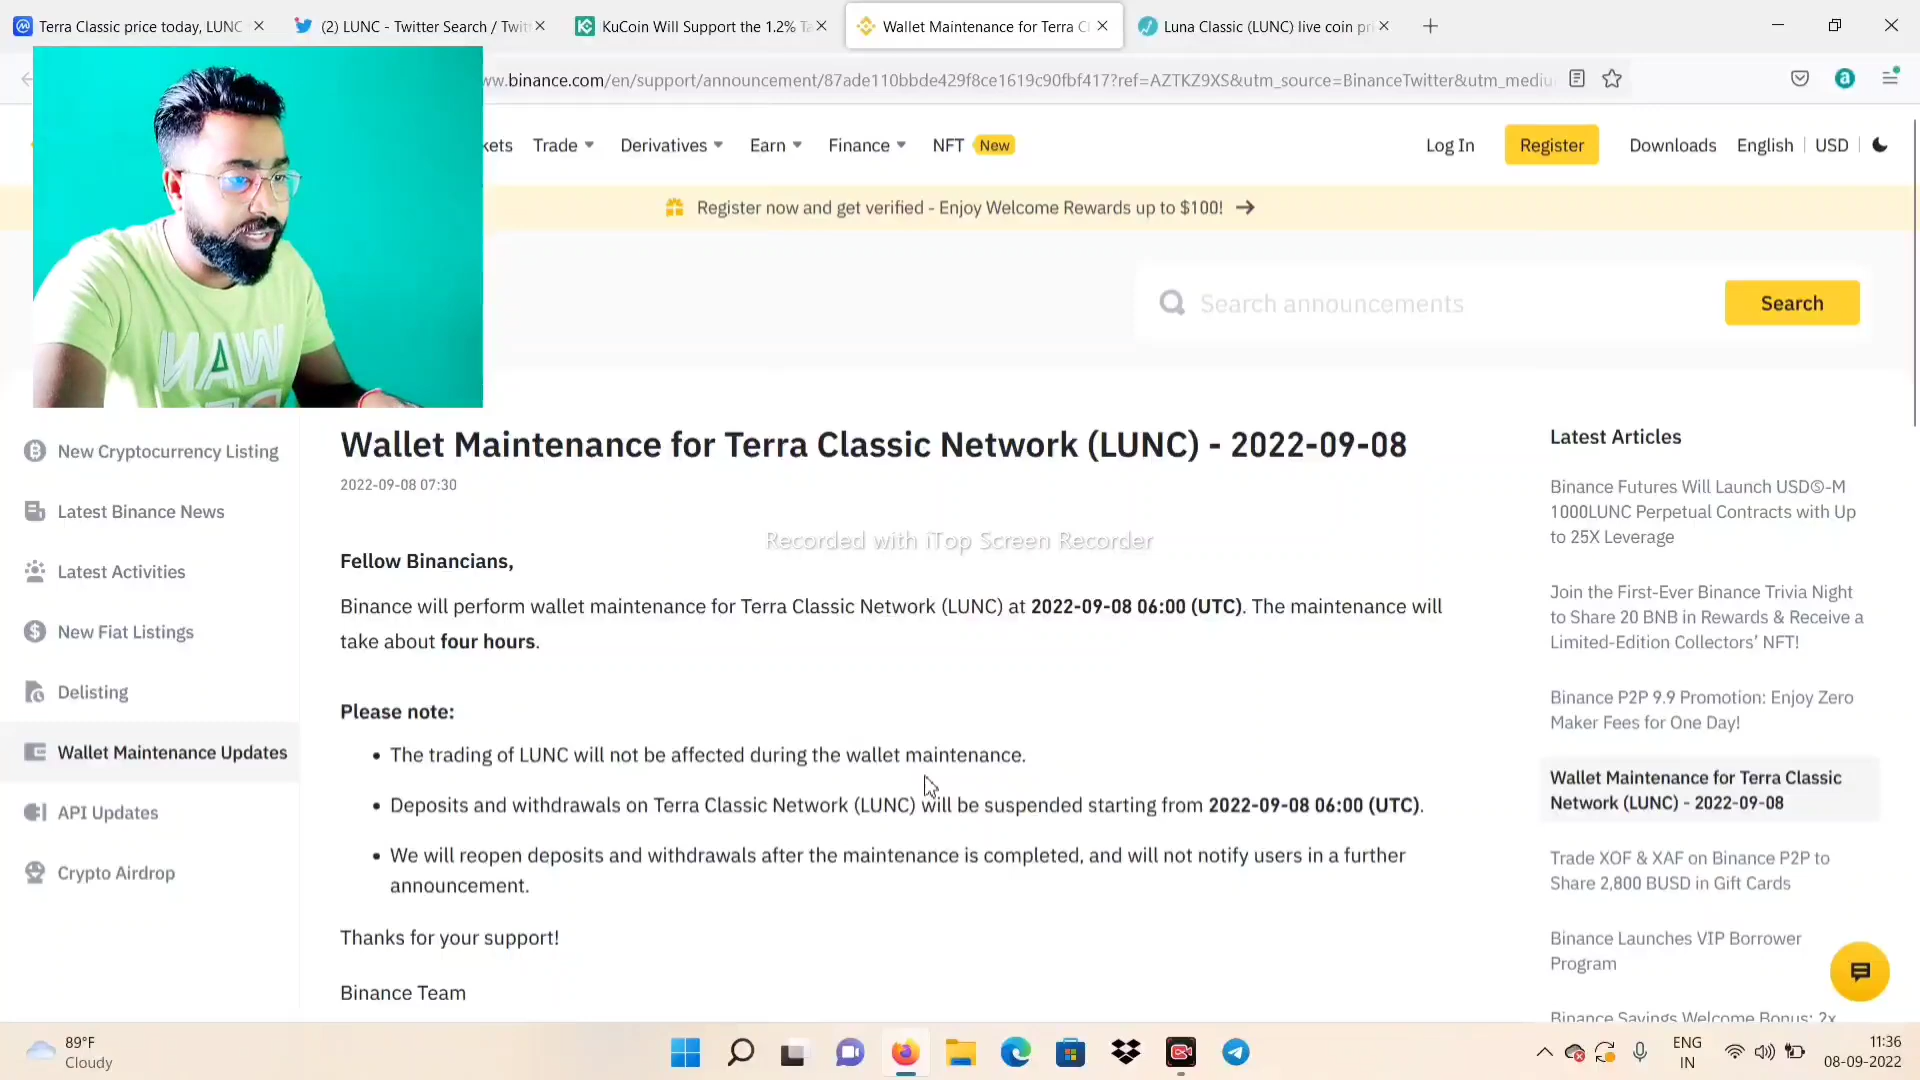 Terra Classic price today, LUNC
(2) LUNC - Twitter Search / Twitt
KuCoin Will Support the 1.2% Ta
Wallet Maintenance for Terra Cl
Luna Classic (LUNC) live coin pri
w.binance.com/en/support/announcement/87ade110bbde429f8ce1619c90fbf417?ref=AZTKZ9XS&utm_source=BinanceTwitter&utm_mediu
kets Trade Derivatives Earn Finance NFT New Log In Register Downloads English USD
Register now and get verified - Enjoy Welcome Rewards up to $100!
Search announcements Search
New Cryptocurrency Listing
Latest Binance News
Latest Activities
New Fiat Listings
Delisting
Wallet Maintenance Updates
API Updates
Crypto Airdrop
Wallet Maintenance for Terra Classic Network (LUNC) - 2022-09-08
2022-09-08 07:30
Recorded with iTop Screen Recorder
Fellow Binancians,
Binance will perform wallet maintenance for Terra Classic Network (LUNC) at 2022-09-08 06:00 (UTC). The maintenance will
take about four hours.
Please note:
• The trading of LUNC will not be affected during the wallet maintenance.
• Deposits and withdrawals on Terra Classic Network (LUNC) will be suspended starting from 2022-09-08 06:00 (UTC).
• We will reopen deposits and withdrawals after the maintenance is completed, and will not notify users in a further
announcement.
Thanks for your support!
Binance Team
Latest Articles
Binance Futures Will Launch USDⓈ-M
1000LUNC Perpetual Contracts with Up
to 25X Leverage
Join the First-Ever Binance Trivia Night
to Share 20 BNB in Rewards & Receive a
Limited-Edition Collectors’ NFT!
Binance P2P 9.9 Promotion: Enjoy Zero
Maker Fees for One Day!
Wallet Maintenance for Terra Classic
Network (LUNC) - 2022-09-08
Trade XOF & XAF on Binance P2P to
Share 2,800 BUSD in Gift Cards
Binance Launches VIP Borrower
Program
Binance Savings Welcome Bonus: 2x
89°F
Cloudy
ENG
IN
11:36
08-09-2022